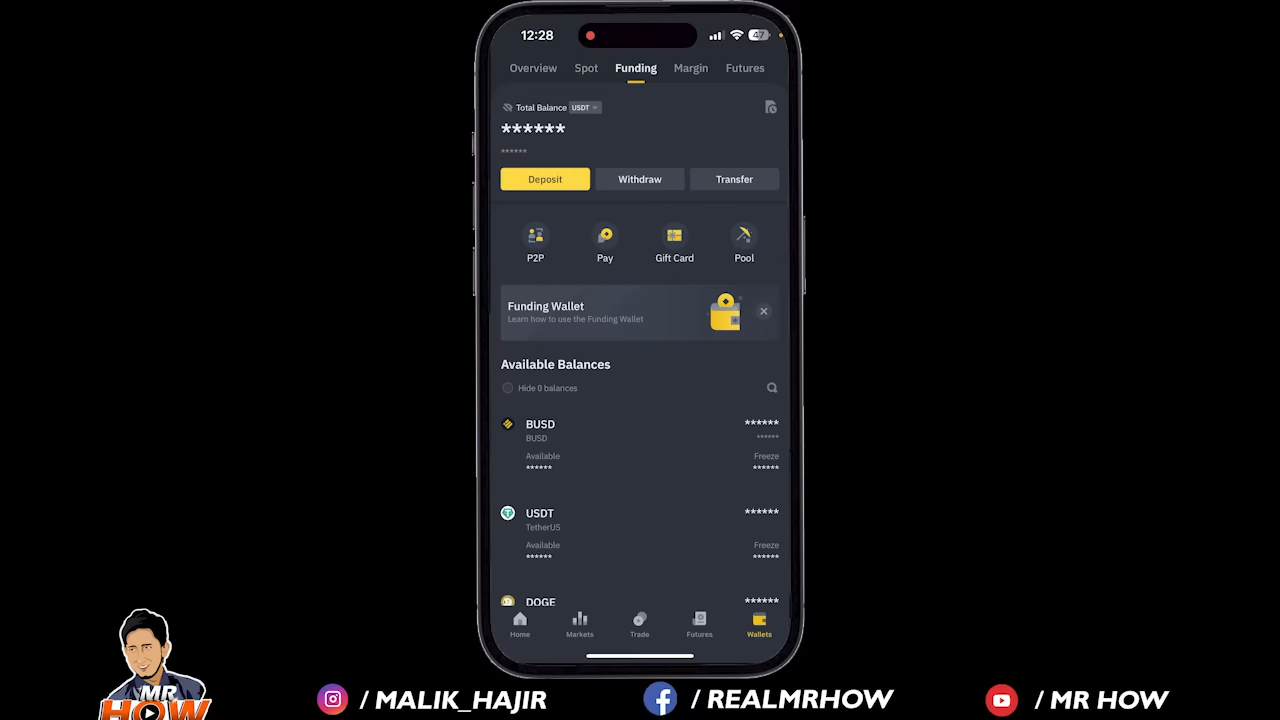 12:28
47
Overview Spot Funding Margin Futures
Total Balance USDT
******
******
Deposit Withdraw Transfer
P2P Pay Gift Card Pool
Funding Wallet
Learn how to use the Funding Wallet
Available Balances
Hide 0 balances
BUSD ******
BUSD ******
Available Freeze
****** ******
USDT ******
TetherUS
Available Freeze
****** ******
DOGE ******
Home Markets Trade Futures Wallets
MR
HOW
/ MALIK_HAJIR / REALMRHOW / MR HOW